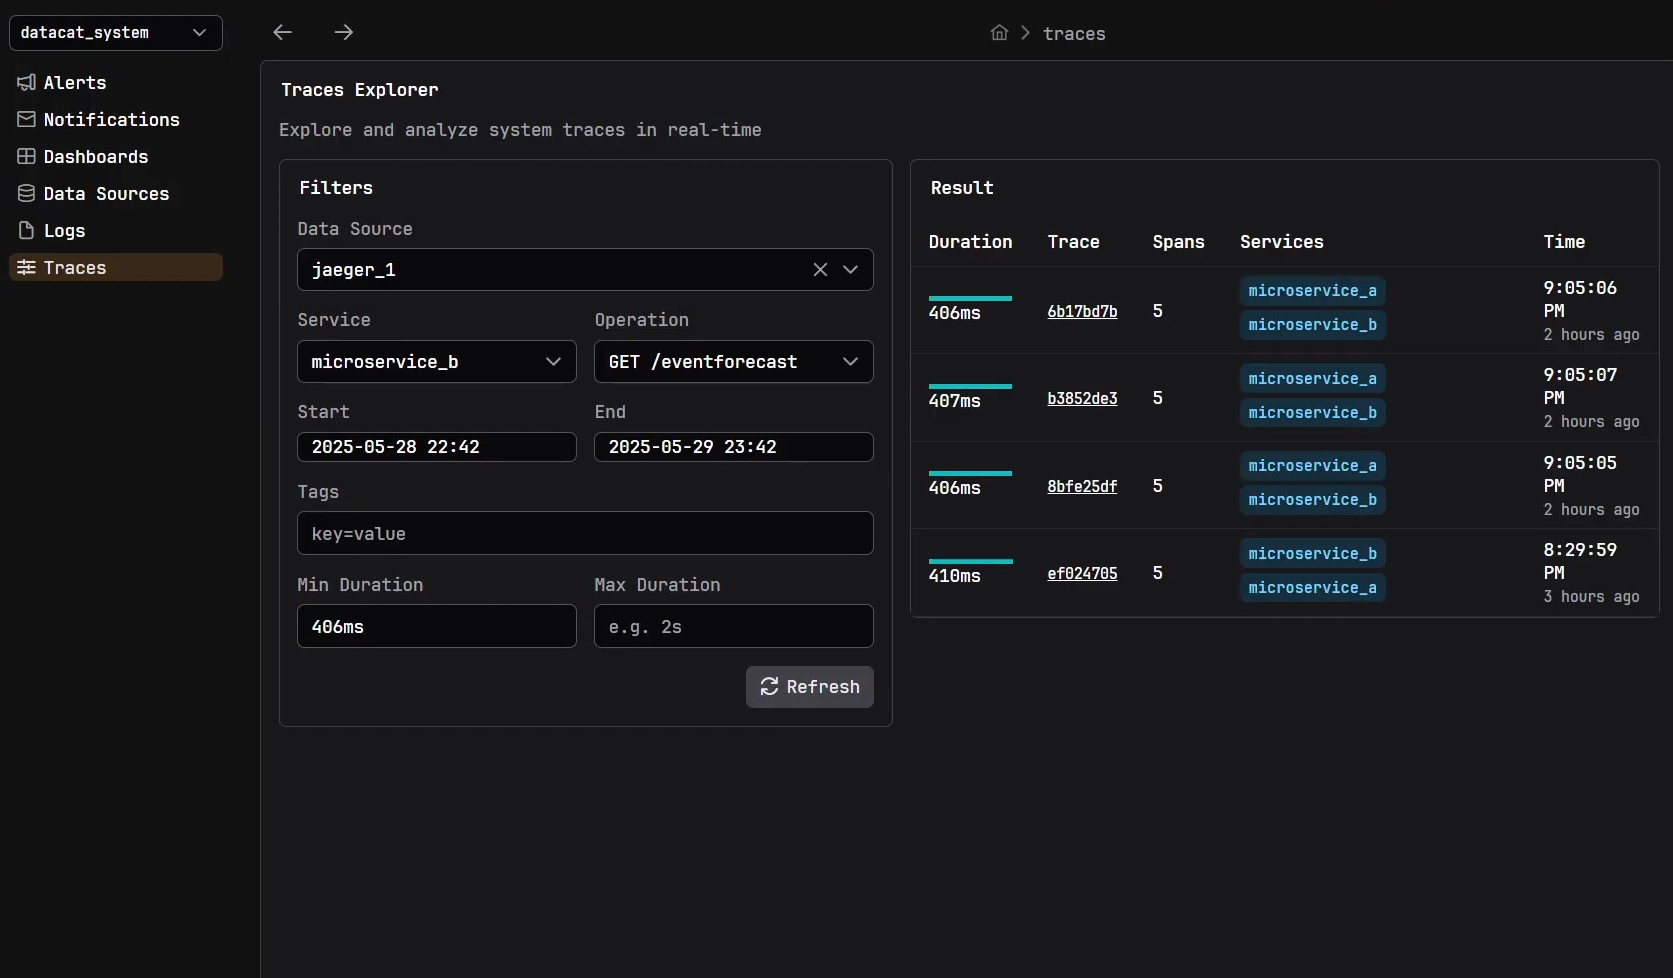 datacat_system
Alerts
Notifications
Dashboards
Data Sources
Logs
Traces
traces
Traces Explorer
Explore and analyze system traces in real-time
Filters
Data Source
jaeger_1
Service
Operation
microservice_b
GET /eventforecast
Start
End
2025-05-28 22:42
2025-05-29 23:42
Tags
key=value
Min Duration
Max Duration
406ms
e.g. 2s
Refresh
Result
Duration Trace Spans Services Time
406ms 6b17bd7b 5
microservice_a
microservice_b
9:05:06
PM
2 hours ago
407ms b3852de3 5
microservice_a
microservice_b
9:05:07
PM
2 hours ago
406ms 8bfe25df 5
microservice_a
microservice_b
9:05:05
PM
2 hours ago
410ms ef024705 5
microservice_b
microservice_a
8:29:59
PM
3 hours ago